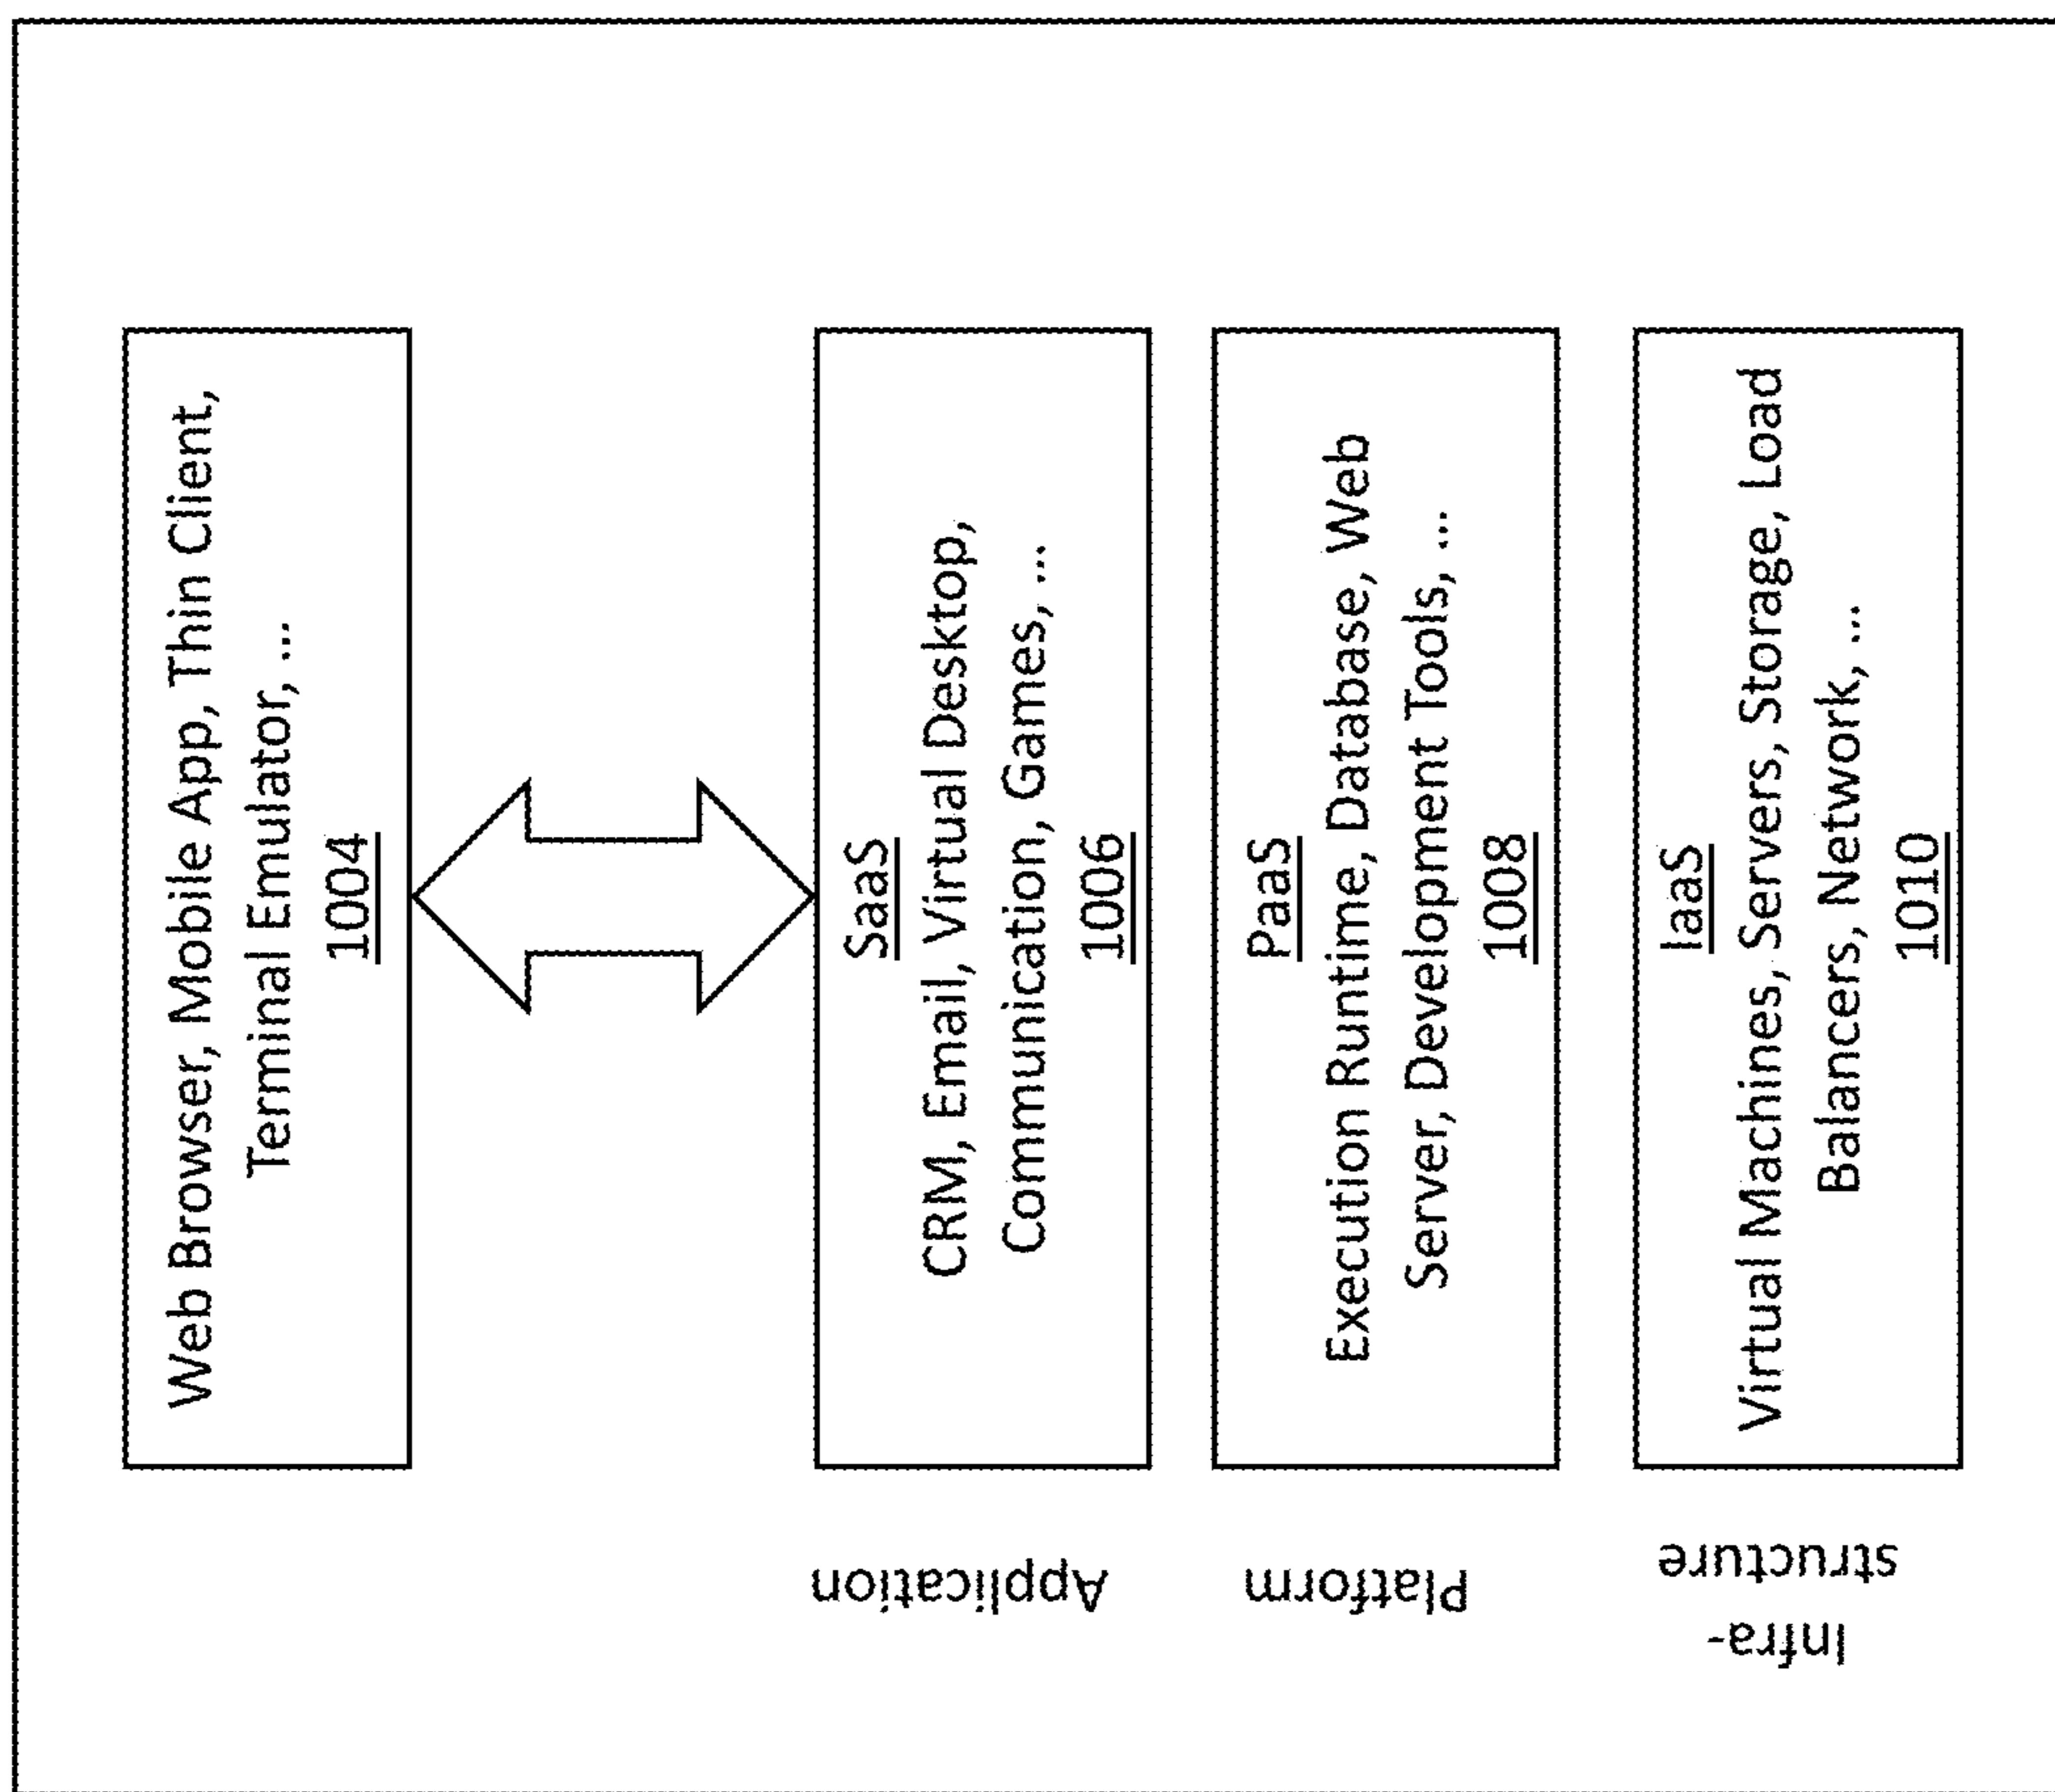 Web Browser, Mobile App, Thin Client,
Terminal Emulator, ...
1004
Application
SaaS
CRM, Email, Virtual Desktop,
Communication, Games, ...
1006
Platform
PaaS
Execution Runtime, Database, Web
Server, Development Tools, ...
1008
Infra-
structure
IaaS
Virtual Machines, Servers, Storage, Load
Balancers, Network, ...
1010